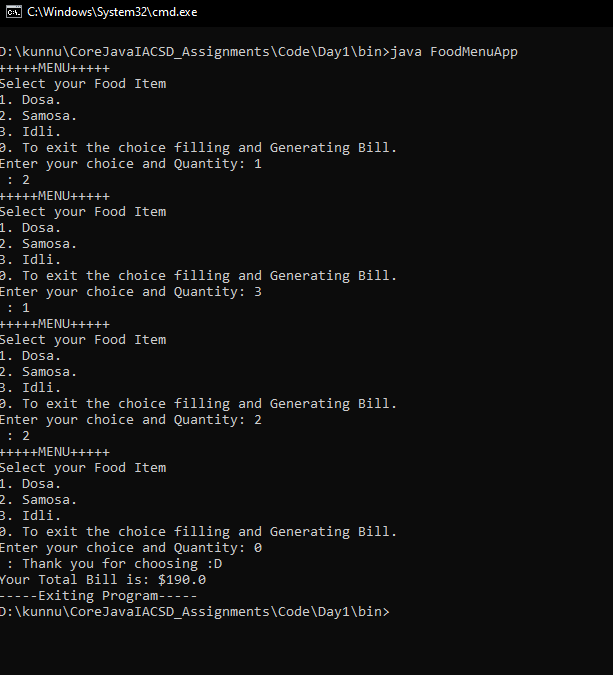 C:\Windows\System32\cmd.exe
D:\kunnu\CoreJavaIACSD_Assignments\Code\Day1\bin>java FoodMenuApp
+++++MENU+++++
Select your Food Item
1. Dosa.
2. Samosa.
3. Idli.
0. To exit the choice filling and Generating Bill.
Enter your choice and Quantity: 1
 : 2
+++++MENU+++++
Select your Food Item
1. Dosa.
2. Samosa.
3. Idli.
0. To exit the choice filling and Generating Bill.
Enter your choice and Quantity: 3
 : 1
+++++MENU+++++
Select your Food Item
1. Dosa.
2. Samosa.
3. Idli.
0. To exit the choice filling and Generating Bill.
Enter your choice and Quantity: 2
 : 2
+++++MENU+++++
Select your Food Item
1. Dosa.
2. Samosa.
3. Idli.
0. To exit the choice filling and Generating Bill.
Enter your choice and Quantity: 0
 : Thank you for choosing :D
Your Total Bill is: $190.0
-----Exiting Program-----
D:\kunnu\CoreJavaIACSD_Assignments\Code\Day1\bin>